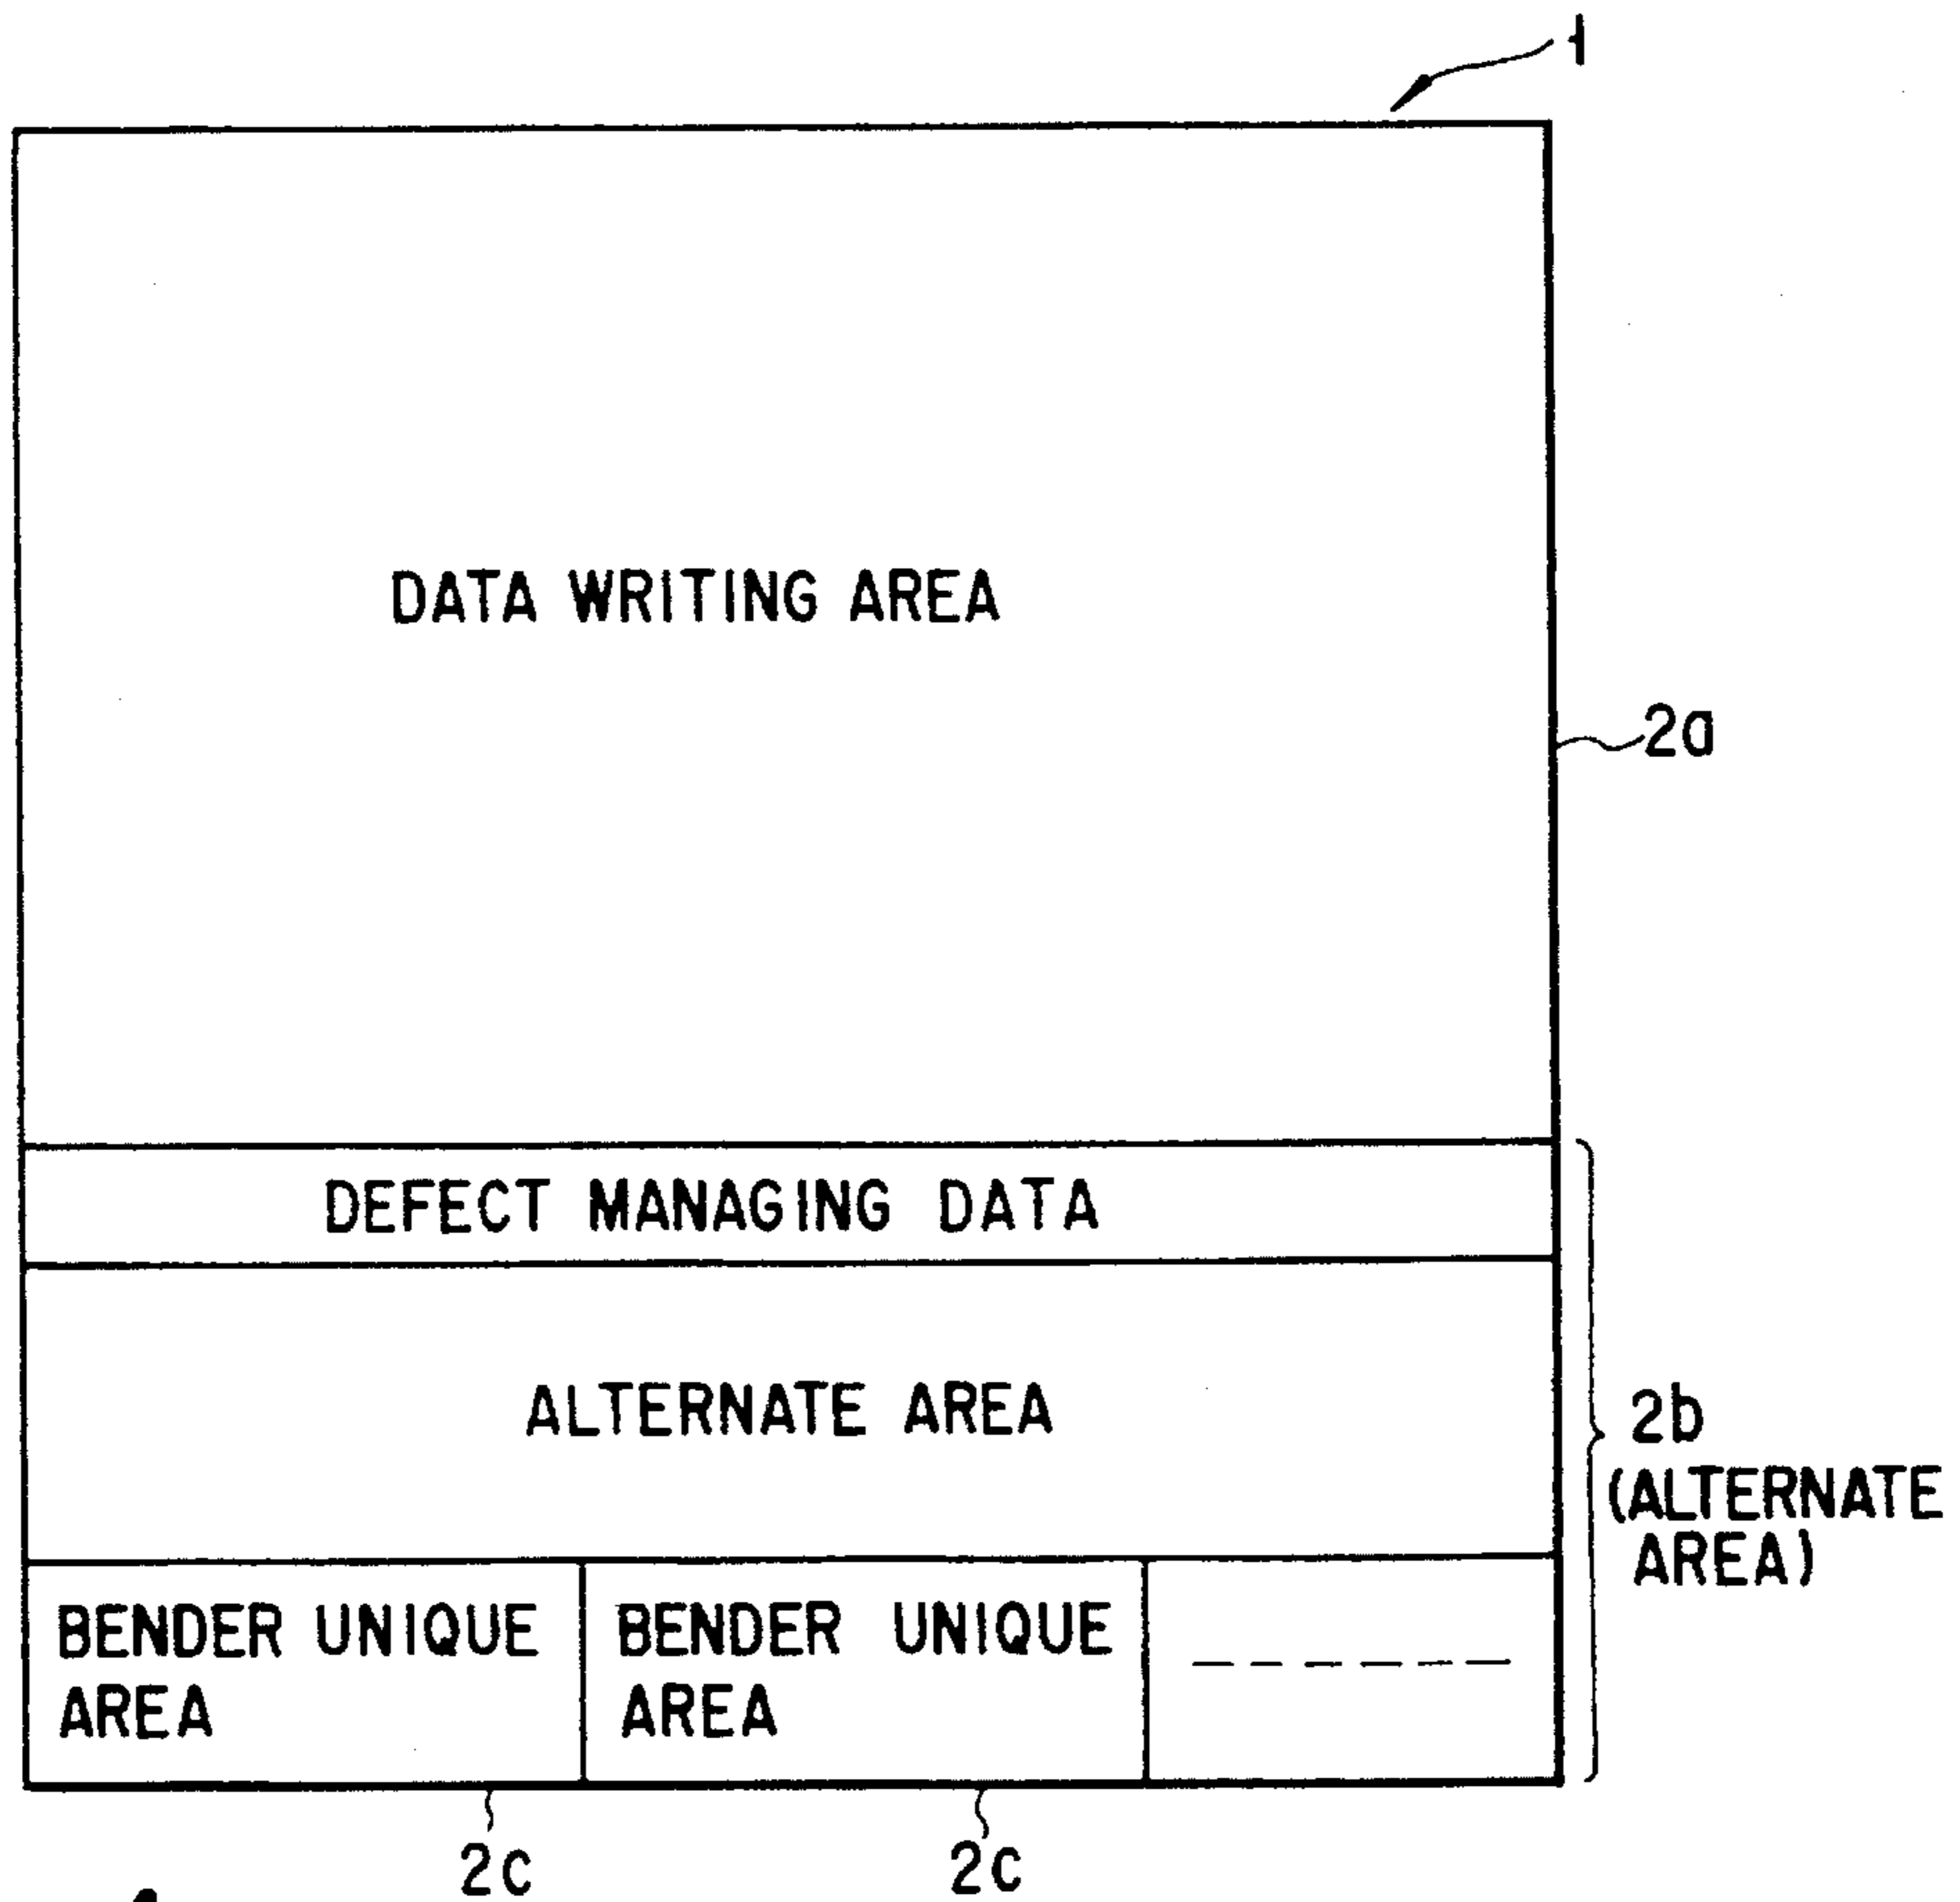 1
DATA WRITING AREA
2a
DEFECT MANAGING DATA
ALTERNATE AREA
2b
(ALTERNATE
AREA)
BENDER UNIQUE
AREA
BENDER UNIQUE
AREA
2c
2c